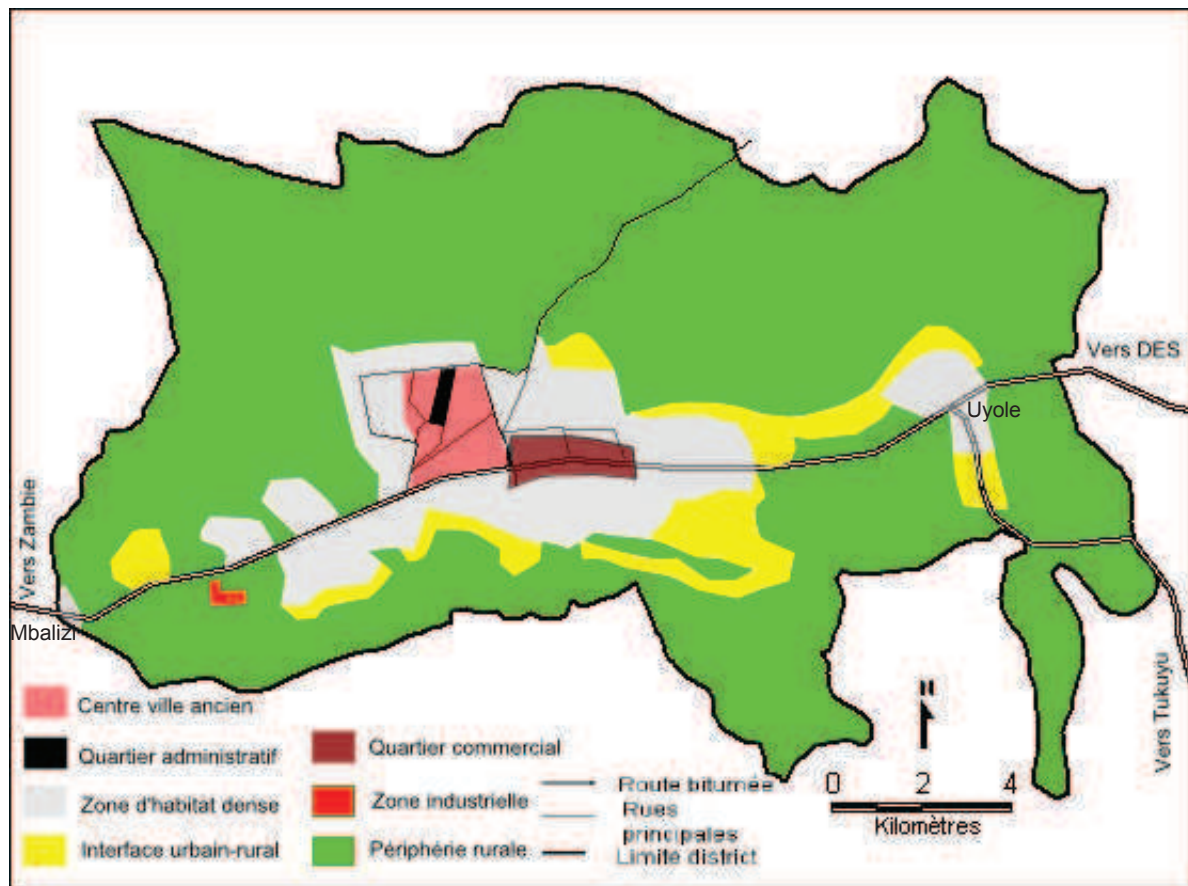 Vers DES
Uyole
Vers Zambie
Mbalizi
Vers Tukuyu
Centre ville ancien
Quartier administratif
Zone d'habitat dense
Interface urbain-rural
Quartier commercial
Zone industrielle
Périphérie rurale
Route bitumée
Rues
principales
Limite district
N
0 2 4
Kilomètres